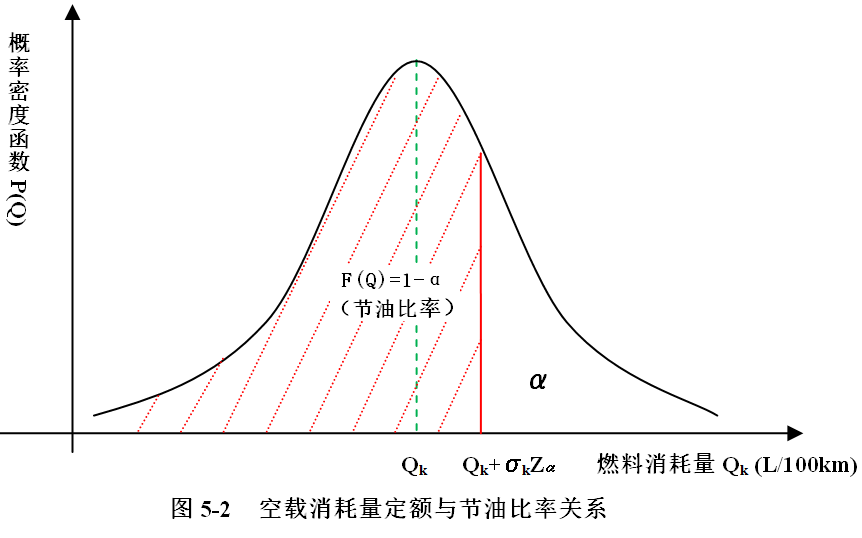 概率密度函数 P(Q)
F(Q)=1-α
（节油比率）
α
Qk
Qk+σkZα
燃料消耗量 Qk (L/100km)
图 5-2 空载消耗量定额与节油比率关系